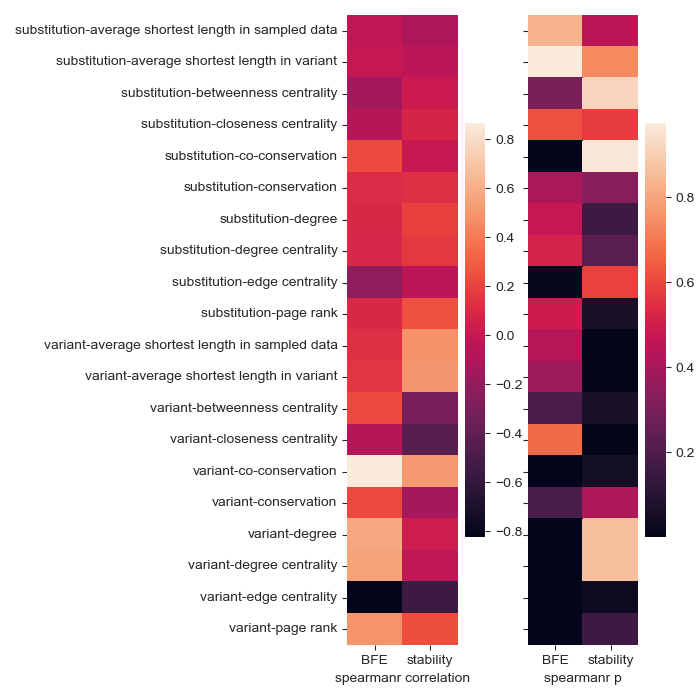 substitution-average shortest length in sampled data
substitution-average shortest length in variant
substitution-betweenness centrality
substitution-closeness centrality
substitution-co-conservation
substitution-conservation
substitution-degree
substitution-degree centrality
substitution-edge centrality
substitution-page rank
variant-average shortest length in sampled data
variant-average shortest length in variant
variant-betweenness centrality
variant-closeness centrality
variant-co-conservation
variant-conservation
variant-degree
variant-degree centrality
variant-edge centrality
variant-page rank
BFE stability
spearmanr correlation
0.8
0.6
0.4
0.2
0.0
−0.2
−0.4
−0.6
−0.8
BFE stability
spearmanr p
0.8
0.6
0.4
0.2